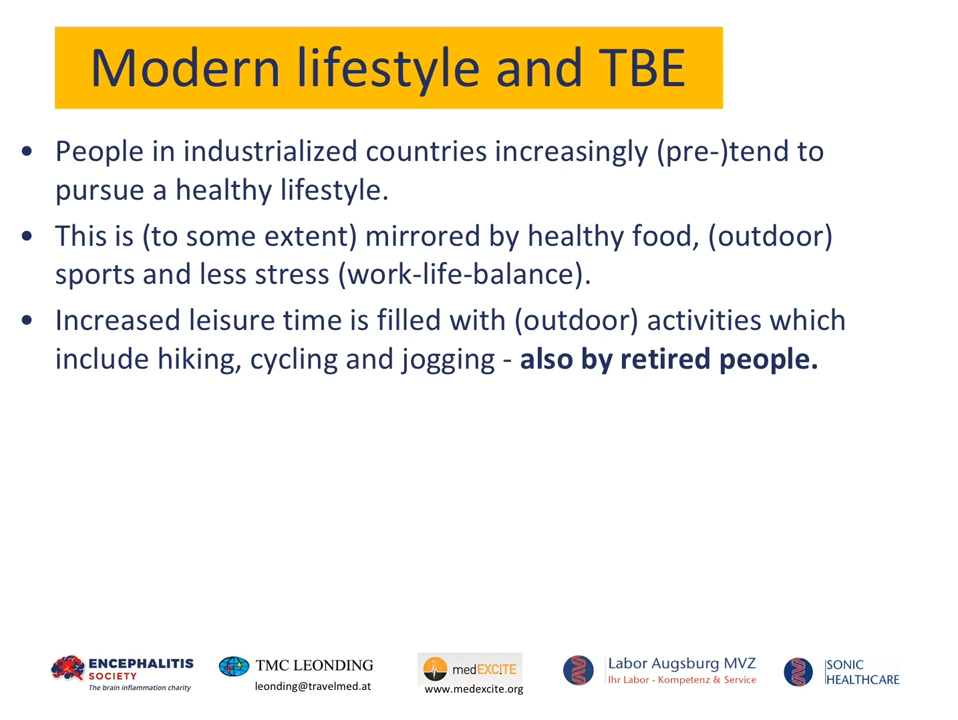 Modern lifestyle and TBE
• People in industrialized countries increasingly (pre-)tend to
pursue a healthy lifestyle.
• This is (to some extent) mirrored by healthy food, (outdoor)
sports and less stress (work-life-balance).
• Increased leisure time is filled with (outdoor) activities which
include hiking, cycling and jogging - also by retired people.
ENCEPHALITIS
SOCIETY
The brain inflammation charity
TMC LEONDING
leonding@travelmed.at
medEXCITE
www.medexcite.org
Labor Augsburg MVZ
Ihr Labor - Kompetenz & Service
SONIC
HEALTHCARE